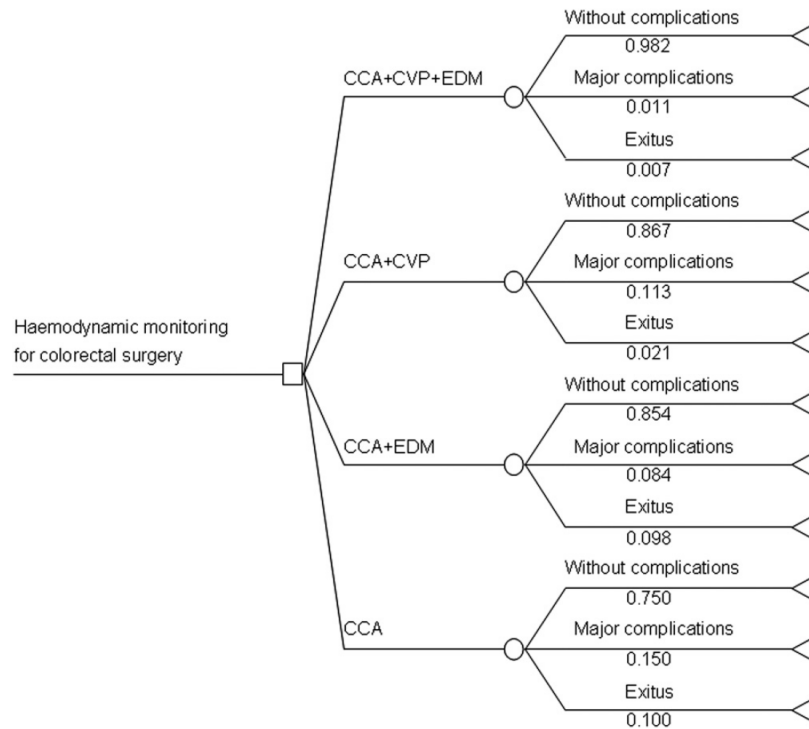 Without complications
0.982
CCA+CVP+EDM
Major complications
0.011
Exitus
0.007
Without complications
0.867
CCA+CVP
Major complications
0.113
Exitus
0.021
Haemodynamic monitoring
for colorectal surgery
Without complications
0.854
CCA+EDM
Major complications
0.084
Exitus
0.098
Without complications
0.750
CCA
Major complications
0.150
Exitus
0.100